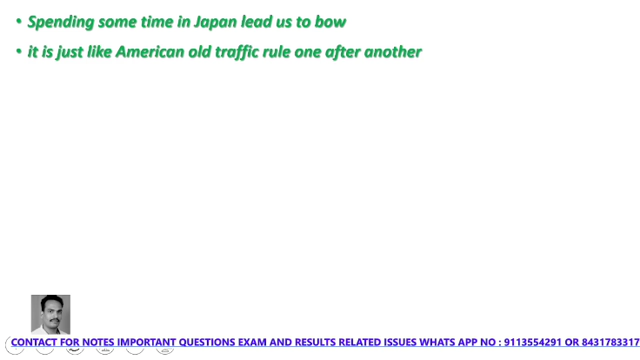 • Spending some time in Japan lead us to bow
• it is just like American old traffic rule one after another
CONTACT FOR NOTES IMPORTANT QUESTIONS EXAM AND RESULTS RELATED ISSUES WHATS APP NO : 9113554291 OR 8431783317